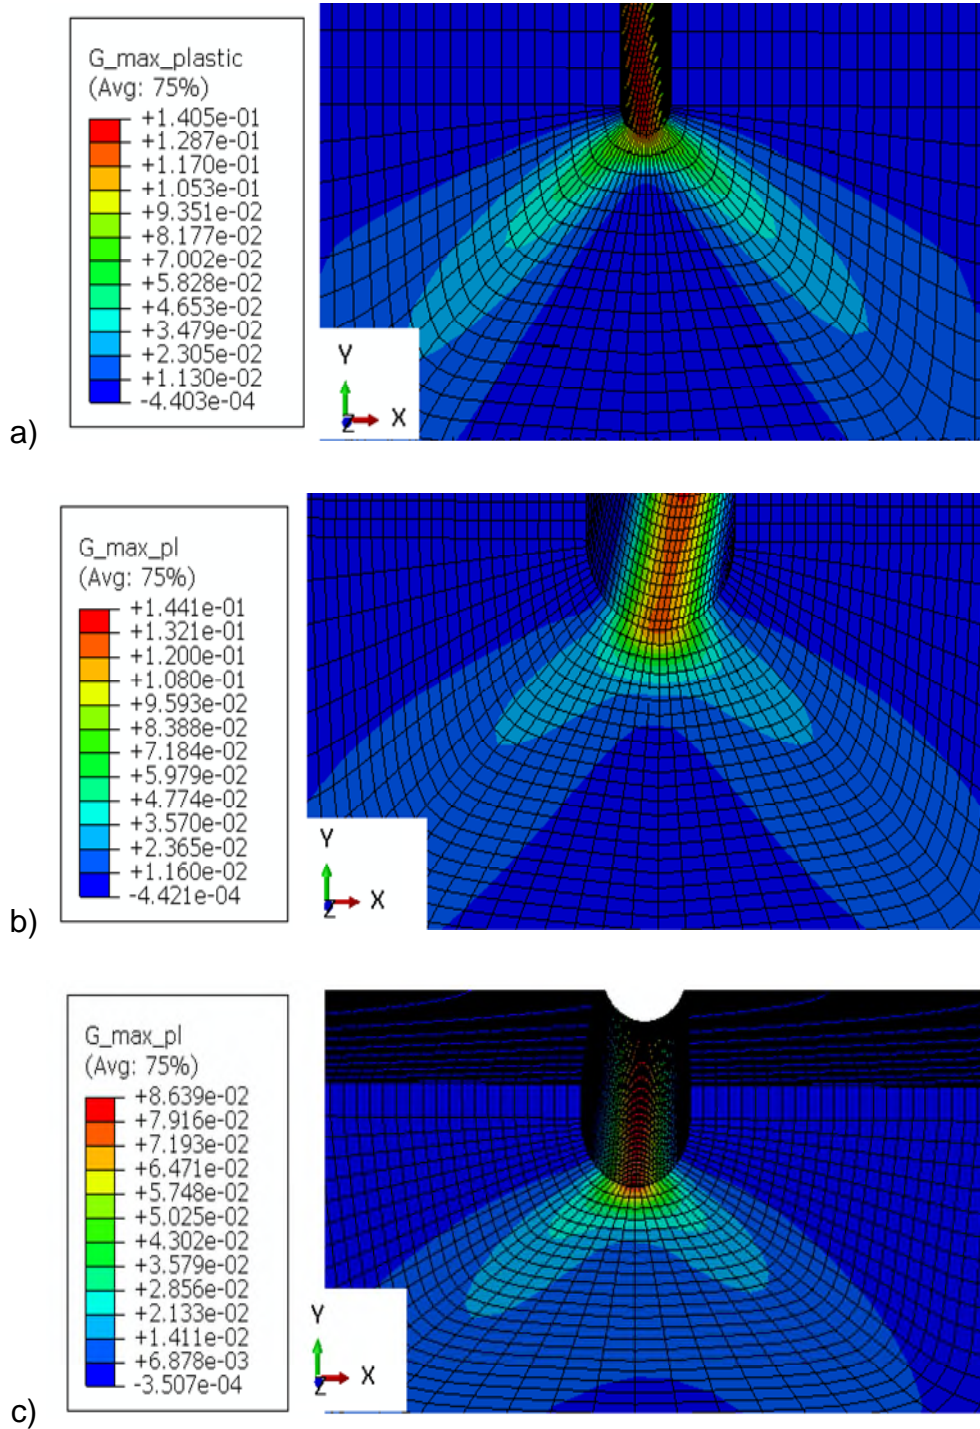 G_max_plastic
(Avg: 75%)
+1.405e-01
+1.287e-01
+1.170e-01
+1.053e-01
+9.351e-02
+8.177e-02
+7.002e-02
+5.828e-02
+4.653e-02
+3.479e-02
+2.305e-02
+1.130e-02
-4.403e-04
Y
Z X
a)
G_max_pl
(Avg: 75%)
+1.441e-01
+1.321e-01
+1.200e-01
+1.080e-01
+9.593e-02
+8.388e-02
+7.184e-02
+5.979e-02
+4.774e-02
+3.570e-02
+2.365e-02
+1.160e-02
-4.421e-04
Y
Z X
b)
G_max_pl
(Avg: 75%)
+8.639e-02
+7.916e-02
+7.193e-02
+6.471e-02
+5.748e-02
+5.025e-02
+4.302e-02
+3.579e-02
+2.856e-02
+2.133e-02
+1.411e-02
+6.878e-03
-3.507e-04
Y
Z X
c)